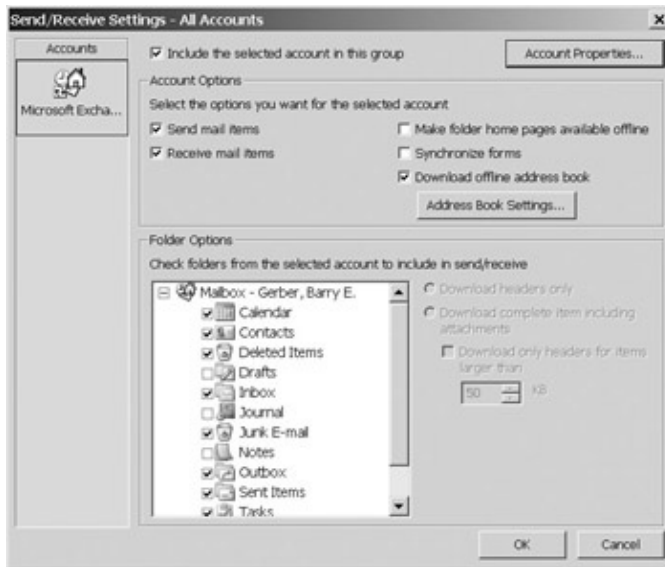 Send/Receive Settings - All Accounts
Accounts
Microsoft Excha...
Include the selected account in this group
Account Properties...
Account Options
Select the options you want for the selected account
Send mail items
Make folder home pages available offline
Receive mail items
Synchronize forms
Download offline address book
Address Book Settings...
Folder Options
Check folders from the selected account to include in send/receive
Mailbox - Gerber, Barry E.
Calendar
Contacts
Deleted Items
Drafts
Inbox
Journal
Junk E-mail
Notes
Outbox
Sent Items
Tasks
Download headers only
Download complete item including
attachments
Download only headers for items
larger than
50 KB
OK
Cancel